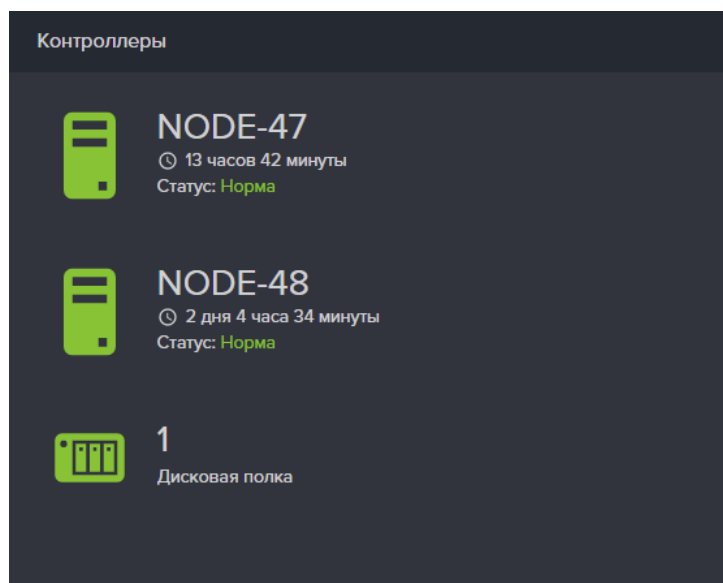 Контроллеры
NODE-47
13 часов 42 минуты
Статус: Норма
NODE-48
2 дня 4 часа 34 минуты
Статус: Норма
1
Дисковая полка